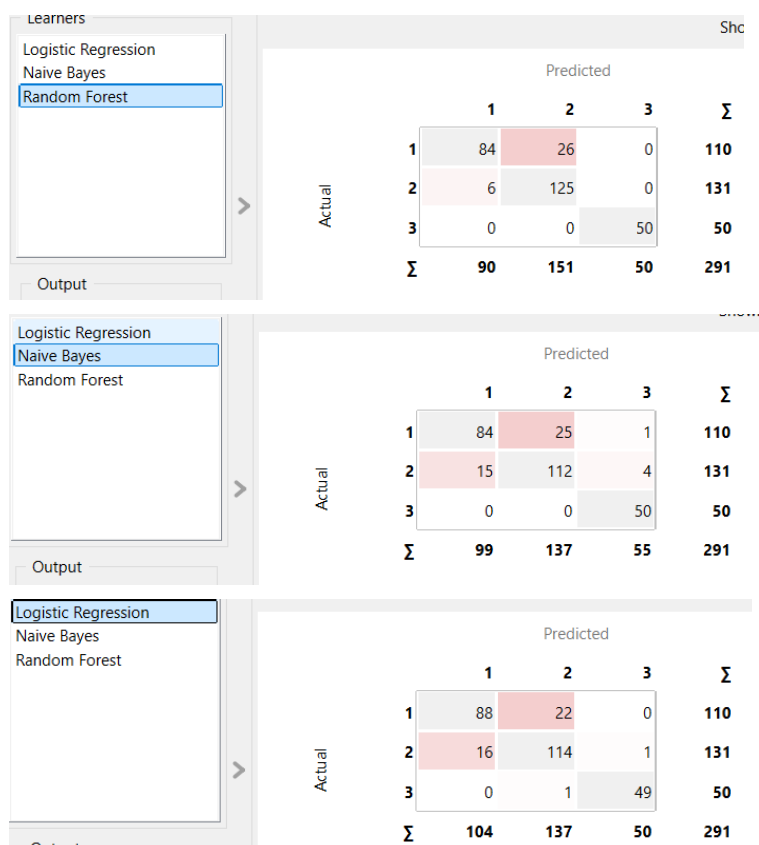 Learners
Sho
Logistic Regression
Naive Bayes
Random Forest
Predicted
1 2 3 Σ
1 84 26 0 110
Actual
2 6 125 0 131
3 0 0 50 50
Σ 90 151 50 291
Output
Logistic Regression
Naive Bayes
Random Forest
Predicted
1 2 3 Σ
1 84 25 1 110
Actual
2 15 112 4 131
3 0 0 50 50
Σ 99 137 55 291
Output
Logistic Regression
Naive Bayes
Random Forest
Predicted
1 2 3 Σ
1 88 22 0 110
Actual
2 16 114 1 131
3 0 1 49 50
Σ 104 137 50 291